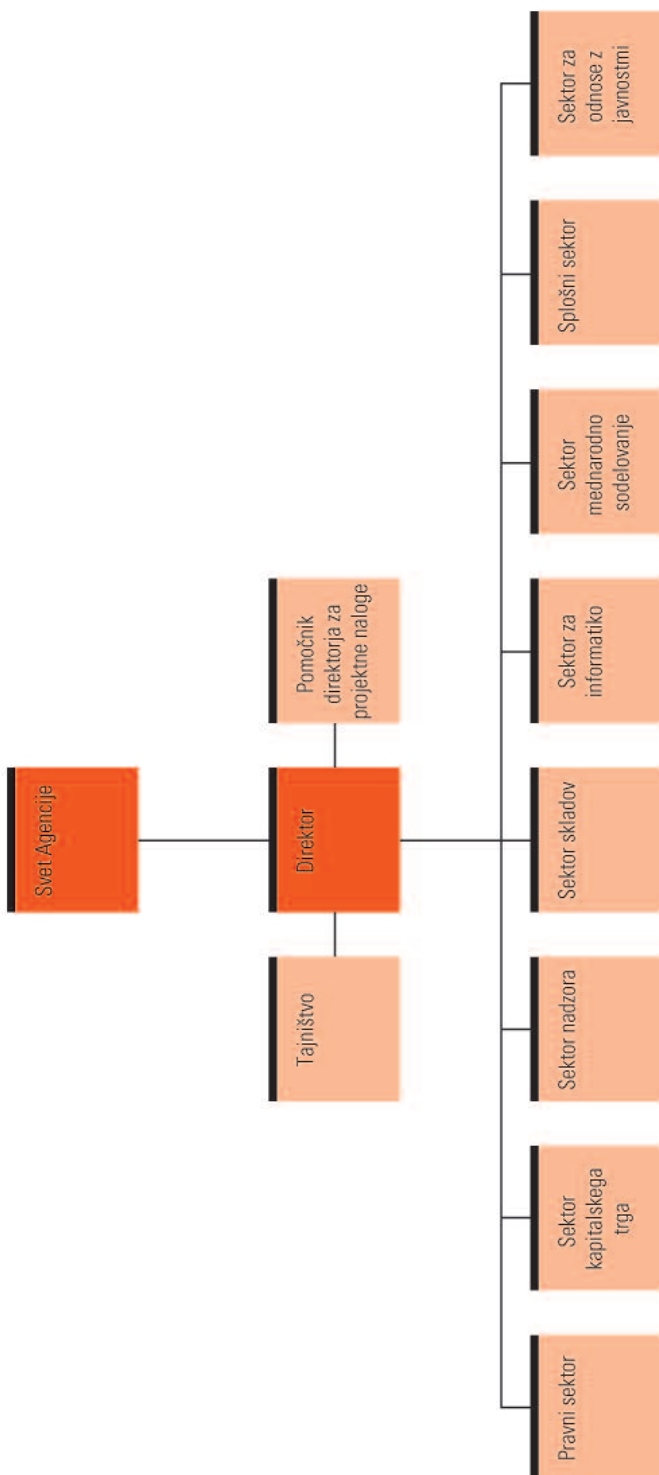 Svet Agencije
Tajništvo
Direktor
Pomočnik
direktorja za
projektne naloge
Pravni sektor
Sektor
kapitalskega
trga
Sektor nadzora
Sektor skladov
Sektor za
informatiko
Sektor
mednarodno
sodelovanje
Splošni sektor
Sektor za
odnose z
javnostmi